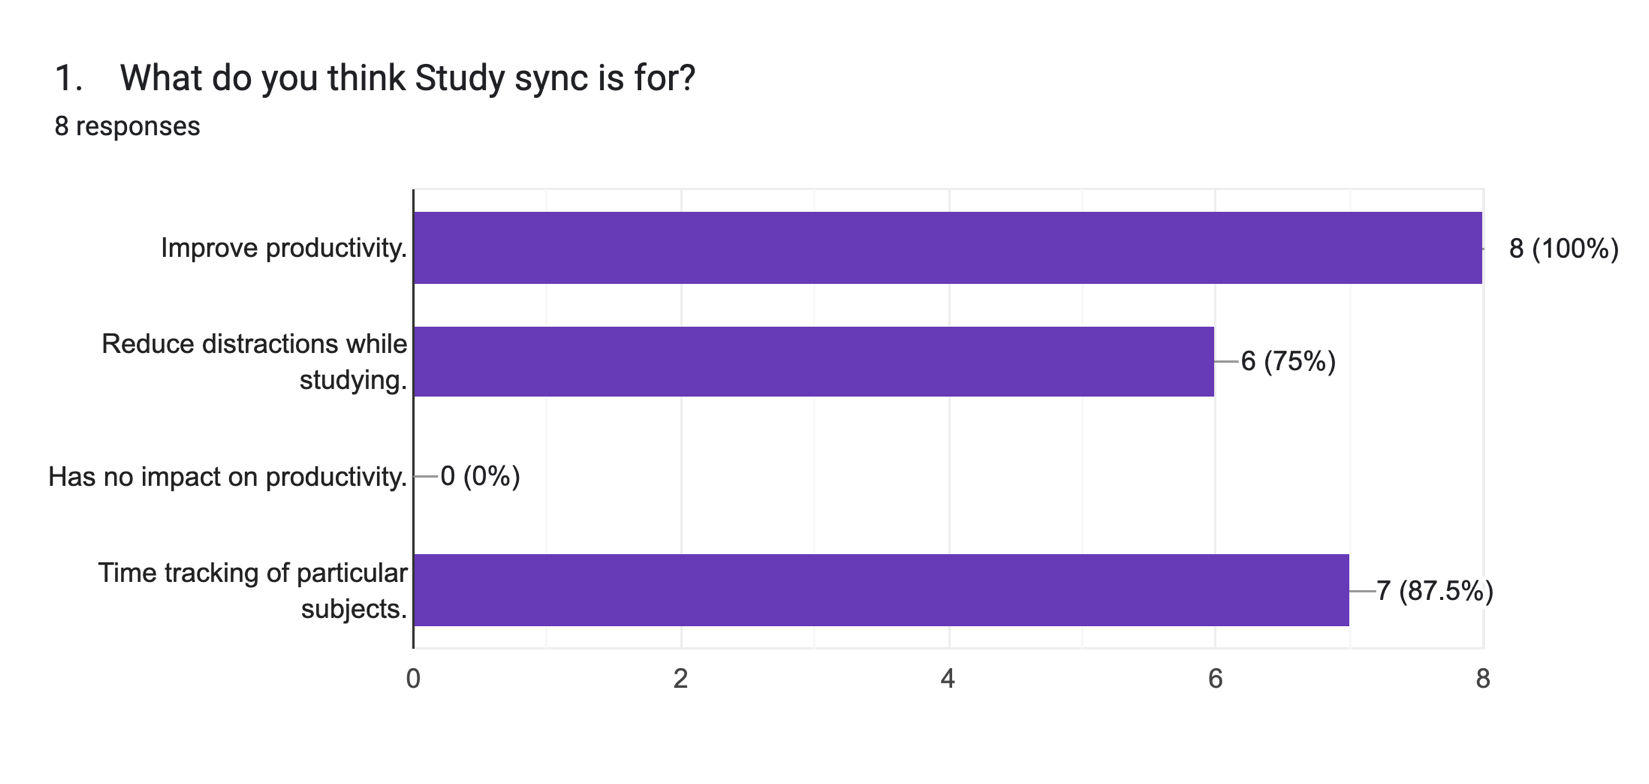 1. What do you think Study sync is for?
8 responses
Improve productivity.
8 (100%)
Reduce distractions while
studying.
6 (75%)
Has no impact on productivity.
0 (0%)
Time tracking of particular
subjects.
7 (87.5%)
0 2 4 6 8